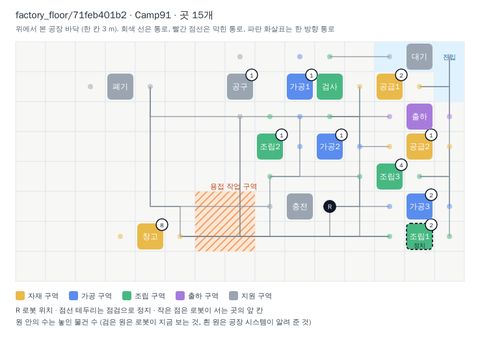 factory_floor/71feb401b2 · Camp91 · 곳 15개
위에서 본 공장 바닥 (한 칸 3 m). 회색 선은 통로, 빨간 점선은 막힌 통로, 파란 화살표는 한 방향 통로
대기
진입
폐기
공구
1
가공1
1
검사
공급1
2
출하
조립2
1
가공2
1
공급2
1
조립3
4
용접 작업 구역
충전
R
가공3
2
창고
8
조립1
2
자재 구역
가공 구역
조립 구역
출하 구역
지원 구역
R 로봇 위치 · 점선 테두리는 점검으로 정지 · 작은 점은 로봇이 서는 곳의 앞 칸
원 안의 수는 놓인 물건 수 (검은 원은 로봇이 지금 보는 것, 흰 원은 공장 시스템이 알려 준 것)